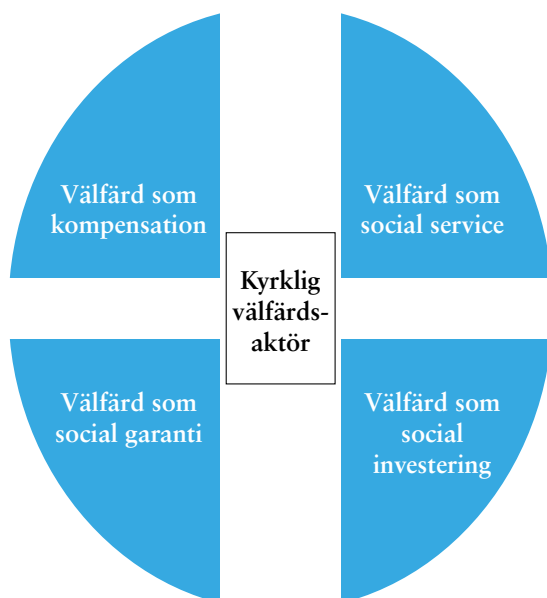 Välfärd som
kompensation
Välfärd som
social service
Kyrklig
välfärds-
aktör
Välfärd som
social garanti
Välfärd som
social
investering